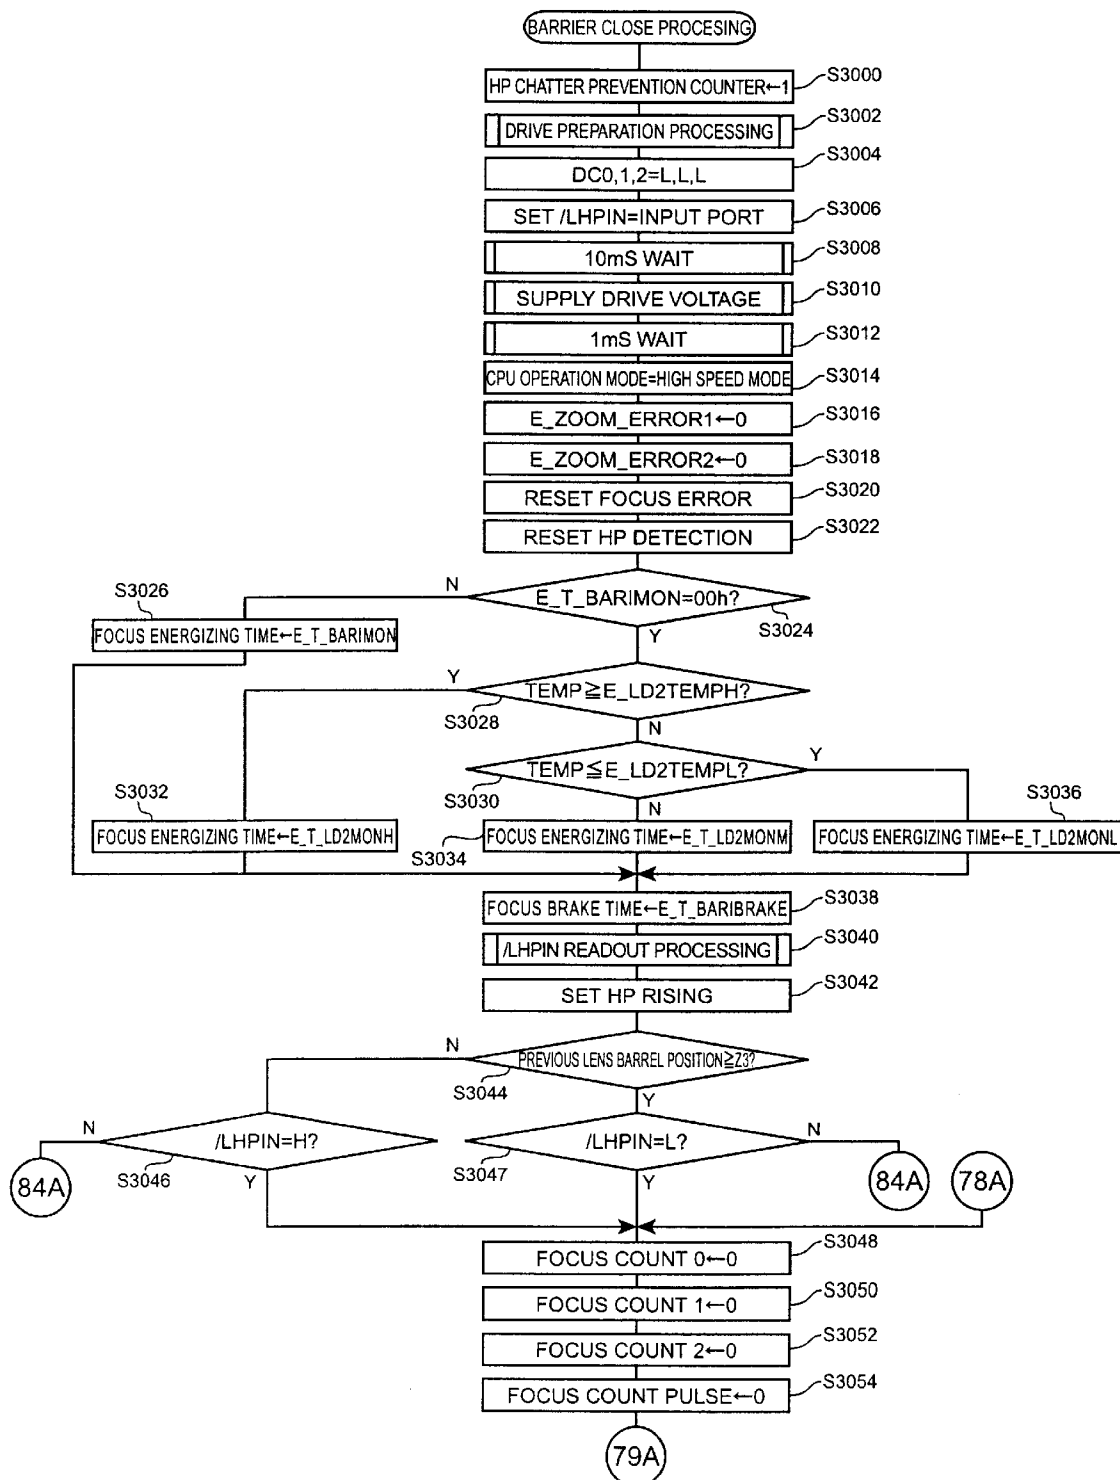 BARRIER CLOSE PROCESING
HP CHATTER PREVENTION COUNTER←1
S3000
DRIVE PREPARATION PROCESSING
S3002
DC0,1,2=L,L,L
S3004
SET /LHPIN=INPUT PORT
S3006
10mS WAIT
S3008
SUPPLY DRIVE VOLTAGE
S3010
1mS WAIT
S3012
CPU OPERATION MODE=HIGH SPEED MODE
S3014
E_ZOOM_ERROR1←0
S3016
E_ZOOM_ERROR2←0
S3018
RESET FOCUS ERROR
S3020
RESET HP DETECTION
S3022
E_T_BARIMON=00h?
S3024
N
Y
S3026
FOCUS ENERGIZING TIME←E_T_BARIMON
TEMP≧E_LD2TEMPH?
S3028
Y
N
TEMP≦E_LD2TEMPL?
S3030
Y
N
S3032
FOCUS ENERGIZING TIME←E_T_LD2MONH
FOCUS ENERGIZING TIME←E_T_LD2MONM
S3034
S3036
FOCUS ENERGIZING TIME←E_T_LD2MONL
FOCUS BRAKE TIME←E_T_BARIBRAKE
S3038
/LHPIN READOUT PROCESSING
S3040
SET HP RISING
S3042
PREVIOUS LENS BARREL POSITION≧Z3?
S3044
N
Y
/LHPIN=H?
S3046
N
Y
84A
/LHPIN=L?
S3047
N
Y
84A
78A
FOCUS COUNT 0←0
S3048
FOCUS COUNT 1←0
S3050
FOCUS COUNT 2←0
S3052
FOCUS COUNT PULSE←0
S3054
79A